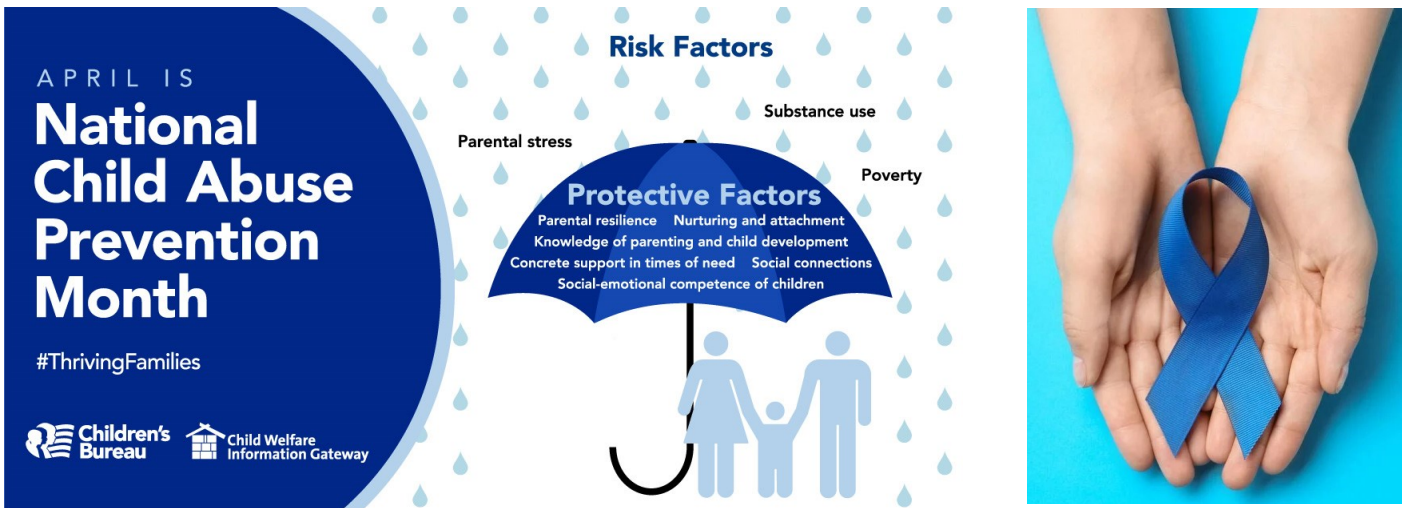 APRIL IS
National
Child Abuse
Prevention
Month
#ThrivingFamilies
Children's
Bureau
Child Welfare
Information Gateway
Risk Factors
Substance use
Parental stress
Poverty
Protective Factors
Parental resilience Nurturing and attachment
Knowledge of parenting and child development
Concrete support in times of need Social connections
Social-emotional competence of children